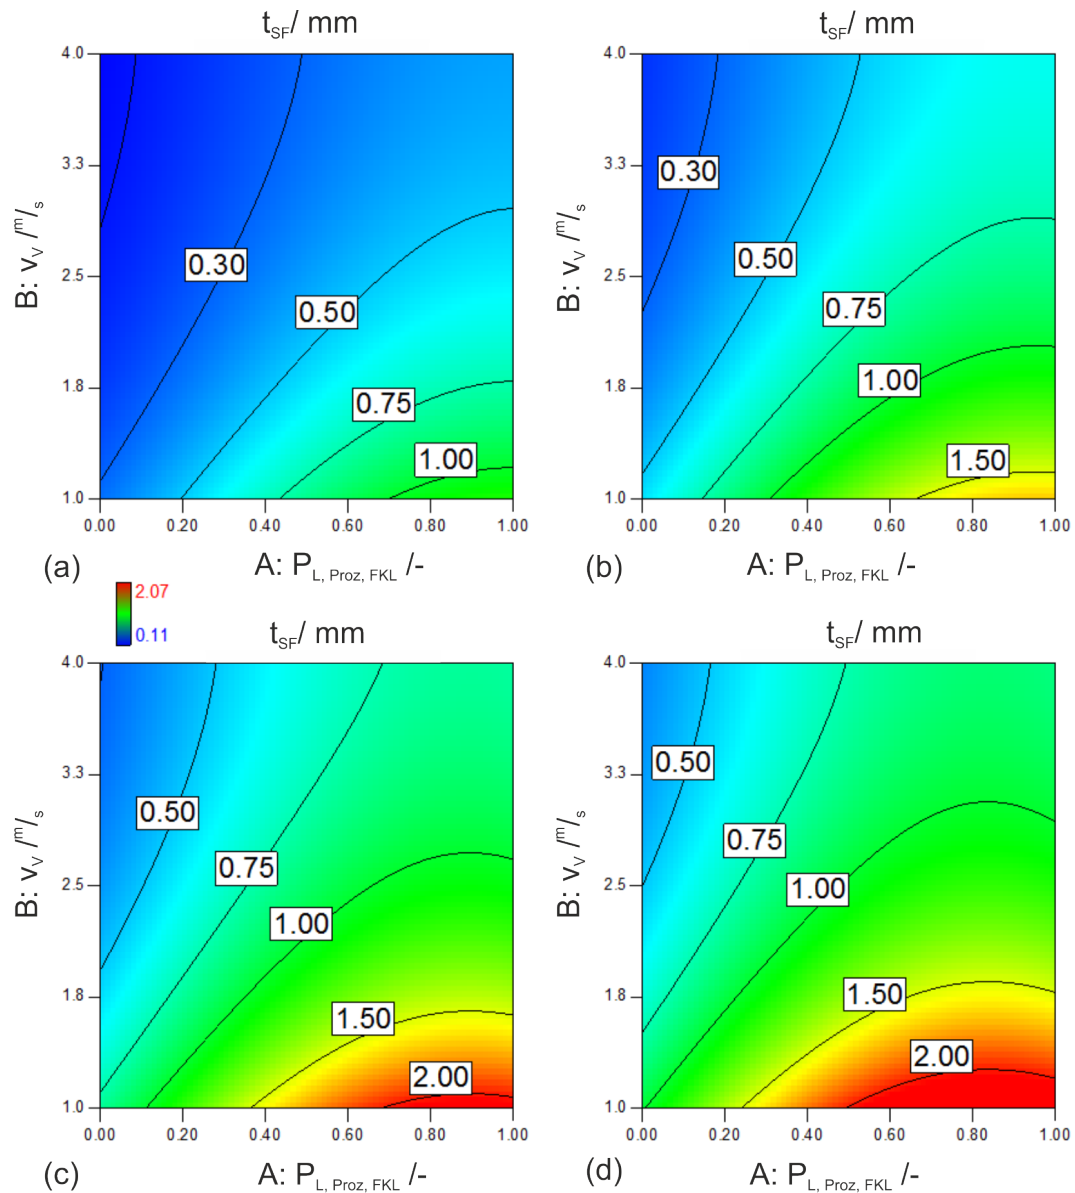 t_SF/ mm
t_SF/ mm
4.0
3.3
2.5
1.8
1.0
B: v_V /^m/_s
0.30
0.50
0.75
1.00
0.00 0.20 0.40 0.60 0.80 1.00
(a) A: P_L, Proz, FKL /-
4.0
3.3
2.5
1.8
1.0
B: v_V /^m/_s
0.30
0.50
0.75
1.00
1.50
0.00 0.20 0.40 0.60 0.80 1.00
(b) A: P_L, Proz, FKL /-
2.07
0.11
t_SF/ mm
t_SF/ mm
4.0
3.3
2.5
1.8
1.0
B: v_V /^m/_s
0.50
0.75
1.00
1.50
2.00
0.00 0.20 0.40 0.60 0.80 1.00
(c) A: P_L, Proz, FKL /-
4.0
3.3
2.5
1.8
1.0
B: v_V /^m/_s
0.50
0.75
1.00
1.50
2.00
0.00 0.20 0.40 0.60 0.80 1.00
(d) A: P_L, Proz, FKL /-